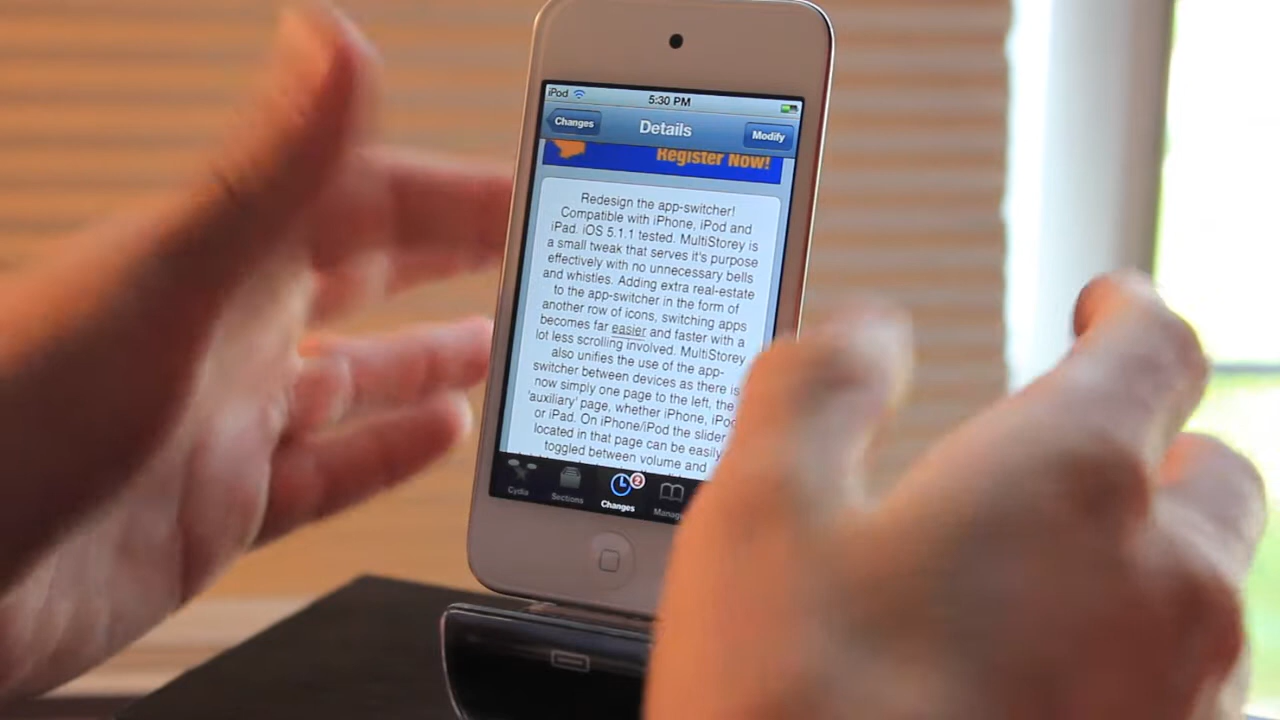 iPod 5:30 PM
Changes Details Modify
Register Now!
Redesign the app-switcher!
Compatible with iPhone, iPod and
iPad. iOS 5.1.1 tested. MultiStorey is
a small tweak that serves it's purpose
effectively with no unnecessary bells
and whistles. Adding extra real-estate
to the app-switcher in the form of
another row of icons, switching apps
becomes far easier and faster with a
lot less scrolling involved. MultiStorey
also unifies the use of the app-
switcher between devices as there is
now simply one page to the left, the
'auxiliary' page, whether iPhone, iPod
or iPad. On iPhone/iPod the slider
located in that page can be easily
toggled between volume and
Cydia Sections Changes 2 Manag